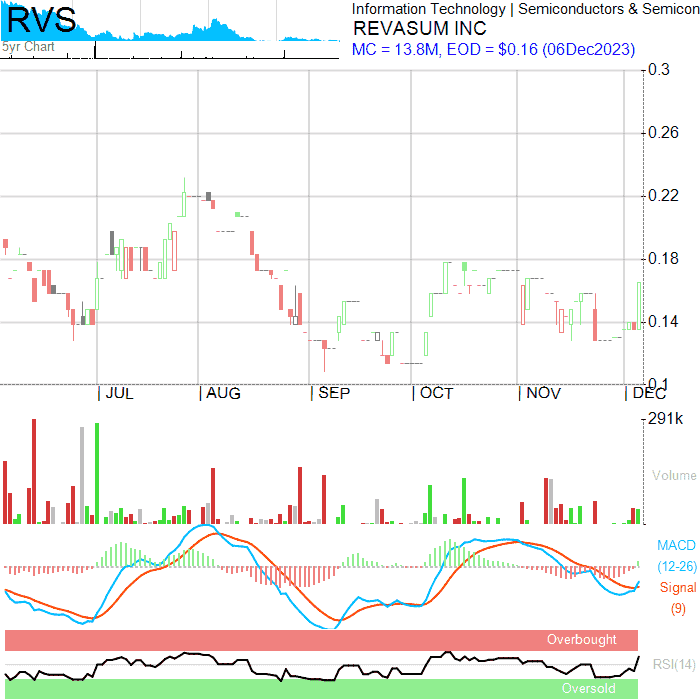 RVS
5yr Chart
Information Technology | Semiconductors & Semicon
REVASUM INC
MC = 13.8M, EOD = $0.16 (06Dec2023)
0.3
0.26
0.22
0.18
0.14
0.1
| JUL | AUG | SEP | OCT | NOV | DEC
291k
Volume
MACD
(12-26)
Signal
(9)
Overbought
RSI(14)
Oversold